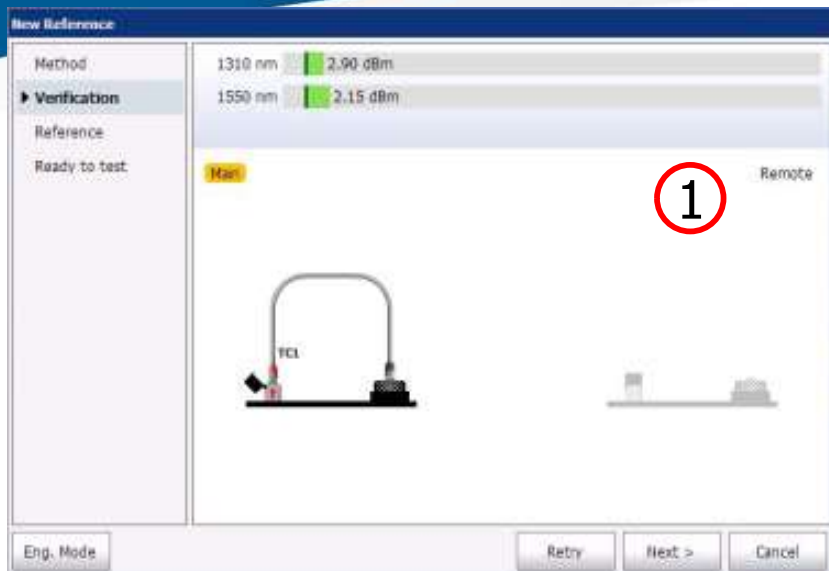 New Reference
Method
Verification
Reference
Ready to test
1310 nm 2.90 dBm
1550 nm 2.15 dBm
Main
1
Remote
TC1
Eng. Mode
Retry
Next >
Cancel